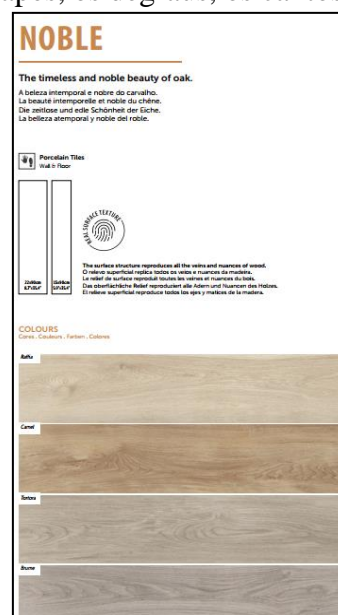 NOBLE
The timeless and noble beauty of oak.
A beleza intemporal e nobre do carvalho.
La beauté intemporelle et noble du chêne.
Die zeitlose und edle Schönheit der Eiche.
La belleza atemporal y noble del roble.
Porcelain Tiles
Wall & Floor
REAL SURFACE TEXTURE
The surface structure reproduces all the veins and nuances of wood.
O relevo superficial replica todos os veios e nuances da madeira.
Le relief de surface reproduit toutes les veines et nuances du bois.
Das oberflächliche Relief reproduziert alle Adern und Nuancen des Holzes.
El relieve superficial reproduce todos los ejes y matices de la madera.
COLOURS
Cores . Couleurs . Farben . Colores
Camel
Tortora
Brume